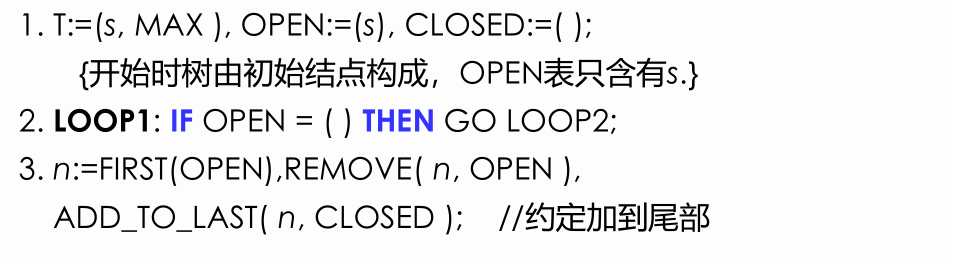 1. T:=(s, MAX ), OPEN:=(s), CLOSED:=( );
{开始时树由初始结点构成，OPEN表只含有s.}
2. LOOP1: IF OPEN = ( ) THEN GO LOOP2;
3. n:=FIRST(OPEN),REMOVE( n, OPEN ),
ADD_TO_LAST( n, CLOSED ); //约定加到尾部